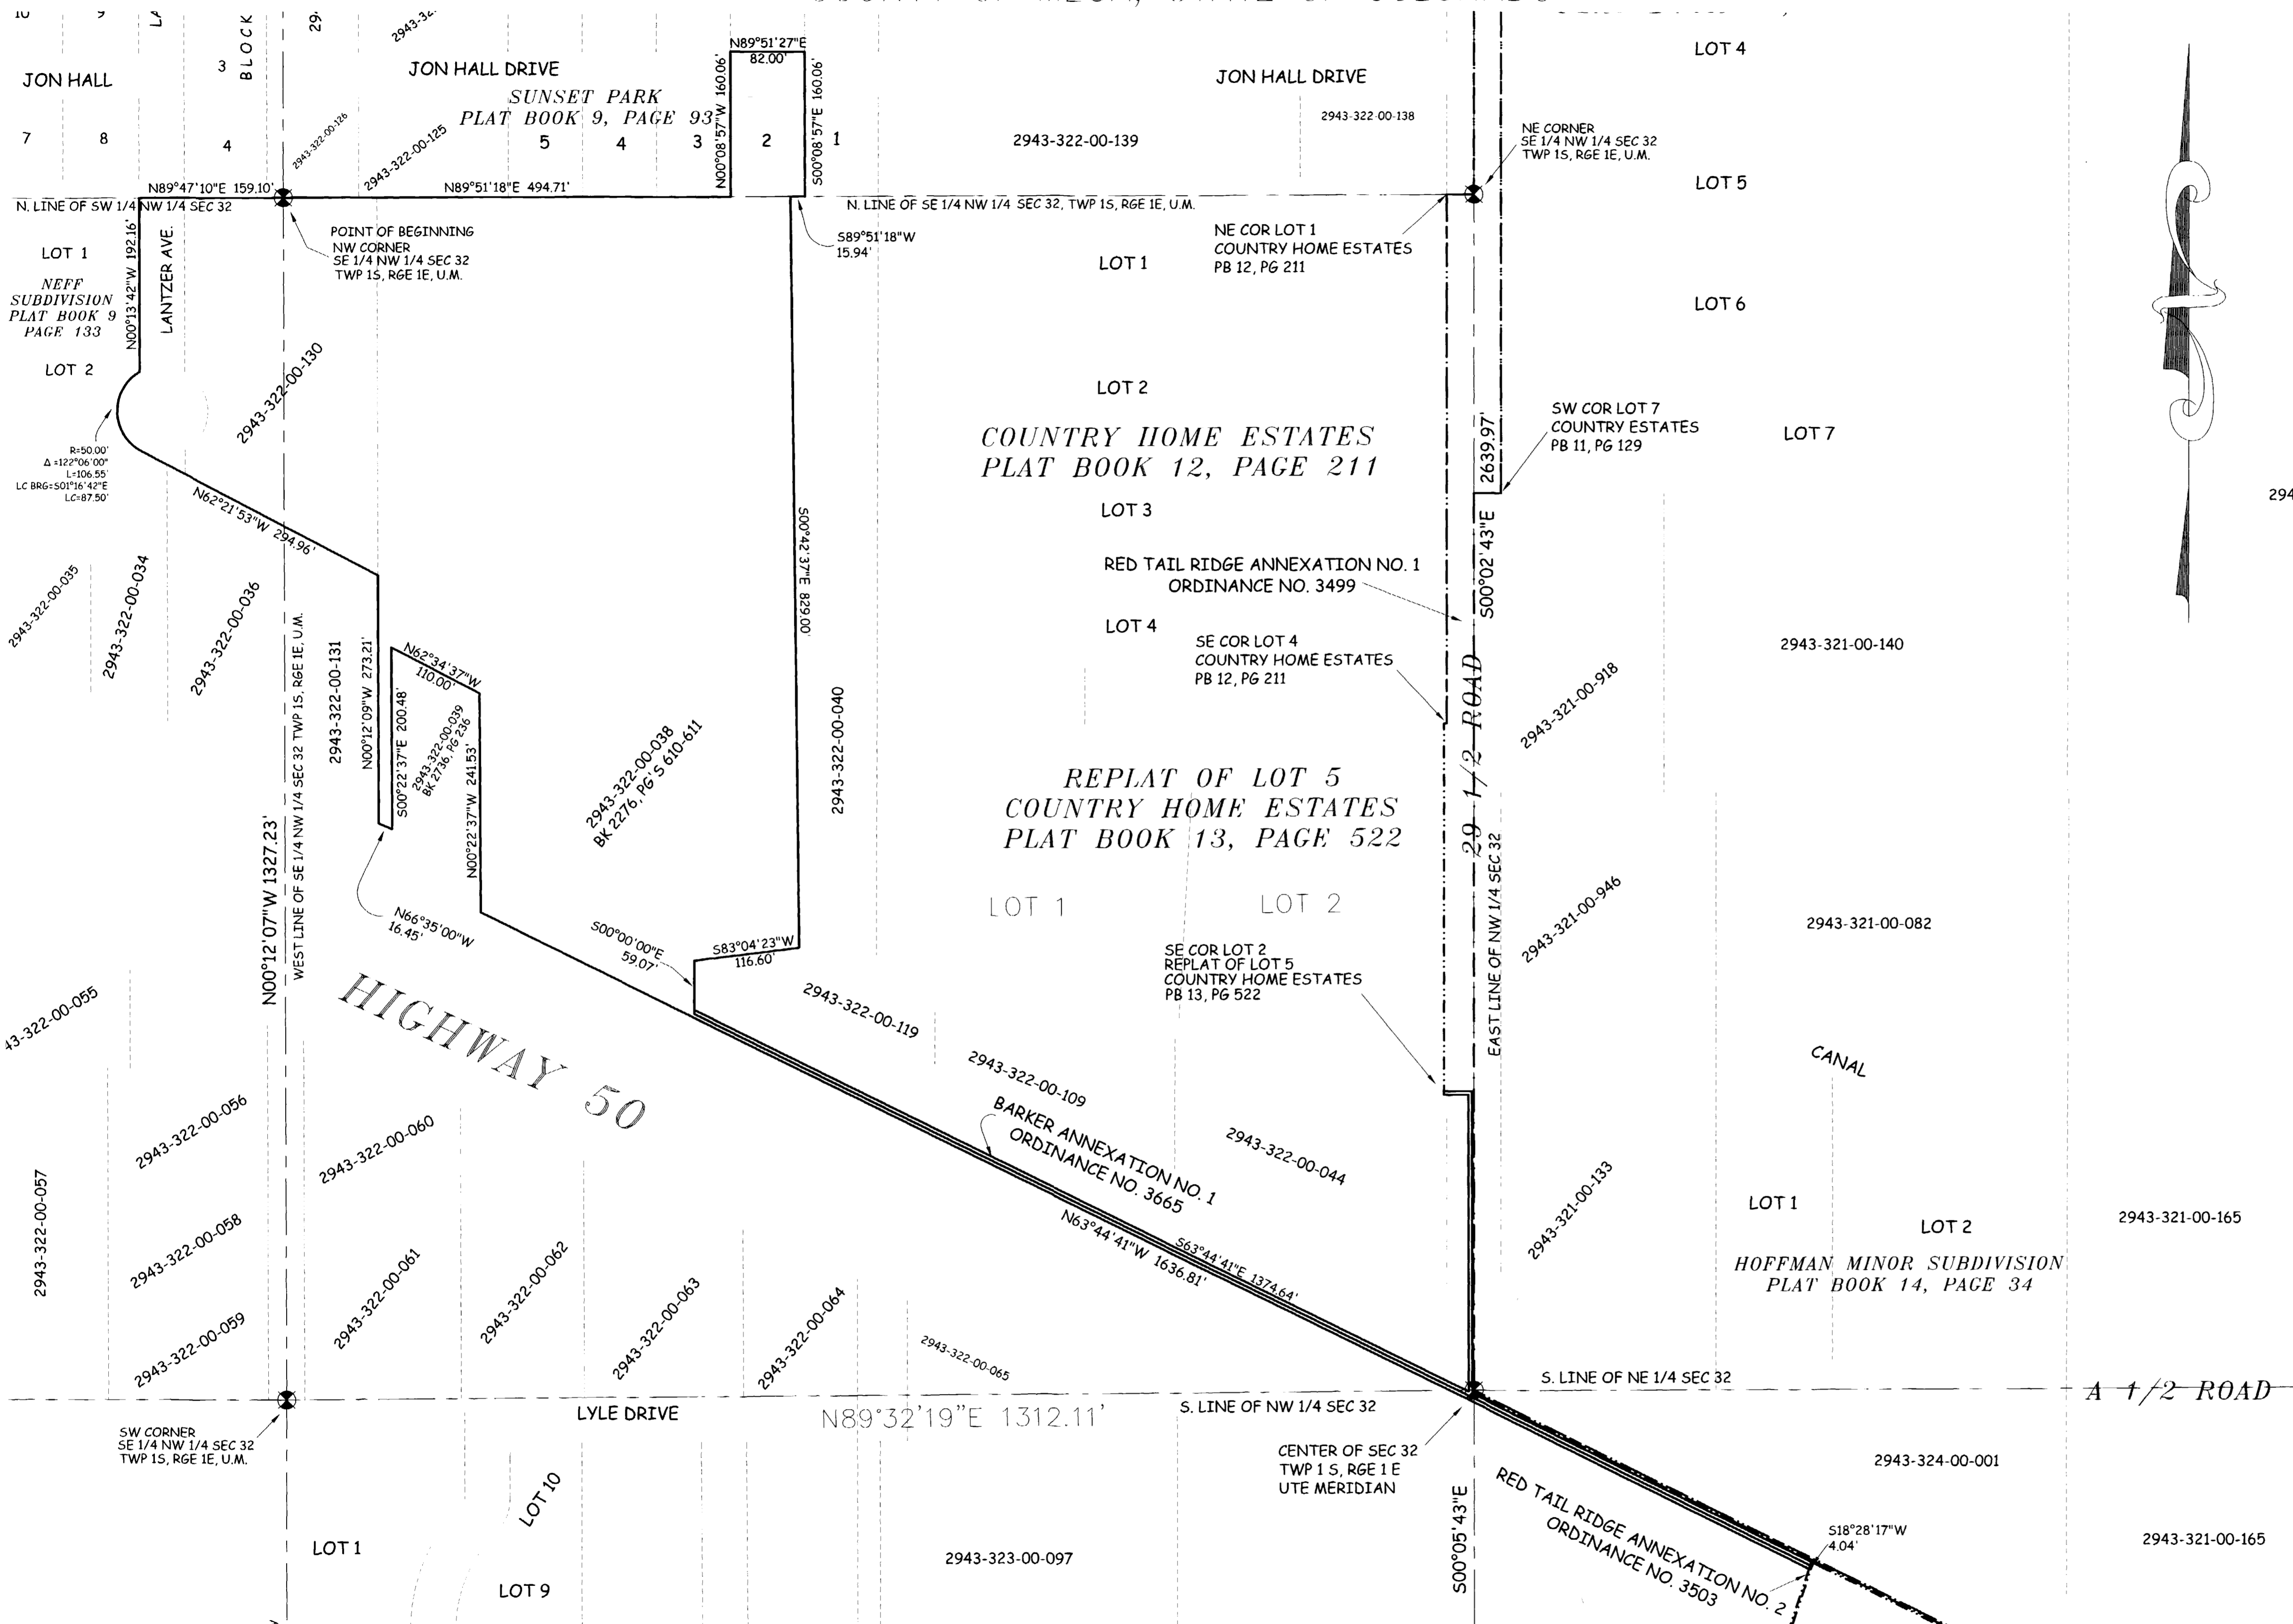 JON HALL
3
BLOCK
4
7
8
JON HALL DRIVE
SUNSET PARK
PLAT BOOK 9, PAGE 93
5
4
3
2
1
2943-322-00-126
2943-322-00-125
N89°51'27"E
82.00'
N00°08'57"W 160.06'
S00°08'57"E 160.06'
2943-322-00-139
JON HALL DRIVE
2943-322-00-138
NE CORNER
SE 1/4 NW 1/4 SEC 32
TWP 1S, RGE 1E, U.M.
LOT 4
LOT 5
LOT 6
LOT 7
N89°47'10"E 159.10'
N89°51'18"E 494.71'
N. LINE OF SW 1/4 NW 1/4 SEC 32
N. LINE OF SE 1/4 NW 1/4 SEC 32, TWP 1S, RGE 1E, U.M.
POINT OF BEGINNING
NW CORNER
SE 1/4 NW 1/4 SEC 32
TWP 1S, RGE 1E, U.M.
S89°51'18"W
15.94'
NE COR LOT 1
COUNTRY HOME ESTATES
PB 12, PG 211
LOT 1
NEFF
SUBDIVISION
PLAT BOOK 9
PAGE 133
LOT 2
N00°13'42"W 192.16'
LANTZER AVE.
2943-322-00-130
R=50.00'
Δ=122°06'00"
L=106.55'
LC BRG=S01°16'42"E
LC=87.50'
N62°21'53"W 294.96'
LOT 1
LOT 2
COUNTRY HOME ESTATES
PLAT BOOK 12, PAGE 211
LOT 3
LOT 4
SW COR LOT 7
COUNTRY ESTATES
PB 11, PG 129
2639.97'
S00°02'43"E
RED TAIL RIDGE ANNEXATION NO. 1
ORDINANCE NO. 3499
SE COR LOT 4
COUNTRY HOME ESTATES
PB 12, PG 211
29 1/2 ROAD
S00°42'37"E 829.00'
2943-322-00-035
2943-322-00-034
2943-322-00-036
WEST LINE OF SE 1/4 NW 1/4 SEC 32 TWP 1S, RGE 1E, U.M.
N00°12'07"W 1327.23'
2943-322-00-131
N00°12'09"W 273.21'
S00°22'37"E 200.48'
N62°34'37"W
110.00'
2943-322-00-039
BK 2736, PG 236
N00°22'37"W 241.53'
2943-322-00-038
BK 2276, PG'S 610-611
2943-322-00-040
REPLAT OF LOT 5
COUNTRY HOME ESTATES
PLAT BOOK 13, PAGE 522
LOT 1
LOT 2
2943-321-00-918
2943-321-00-140
2943-321-00-946
2943-321-00-082
EAST LINE OF NW 1/4 SEC 32
N66°35'00"W
16.45'
S00°00'00"E
59.07'
S83°04'23"W
116.60'
SE COR LOT 2
REPLAT OF LOT 5
COUNTRY HOME ESTATES
PB 13, PG 522
HIGHWAY 50
2943-322-00-119
2943-322-00-109
2943-322-00-044
BARKER ANNEXATION NO. 1
ORDINANCE NO. 3665
N63°44'41"W 1636.81'
S63°44'41"E 1374.64'
CANAL
43-322-00-055
2943-322-00-056
2943-322-00-057
2943-322-00-058
2943-322-00-059
2943-322-00-060
2943-322-00-061
2943-322-00-062
2943-322-00-063
2943-322-00-064
2943-322-00-065
2943-321-00-133
LOT 1
LOT 2
HOFFMAN MINOR SUBDIVISION
PLAT BOOK 14, PAGE 34
2943-321-00-165
S. LINE OF NE 1/4 SEC 32
A 1/2 ROAD
SW CORNER
SE 1/4 NW 1/4 SEC 32
TWP 1S, RGE 1E, U.M.
LYLE DRIVE
N89°32'19"E 1312.11'
S. LINE OF NW 1/4 SEC 32
CENTER OF SEC 32
TWP 1 S, RGE 1 E
UTE MERIDIAN
S00°05'43"E
RED TAIL RIDGE ANNEXATION NO. 2
ORDINANCE NO. 3503
S18°28'17"W
4.04'
2943-324-00-001
2943-321-00-165
LOT 10
LOT 1
LOT 9
2943-323-00-097